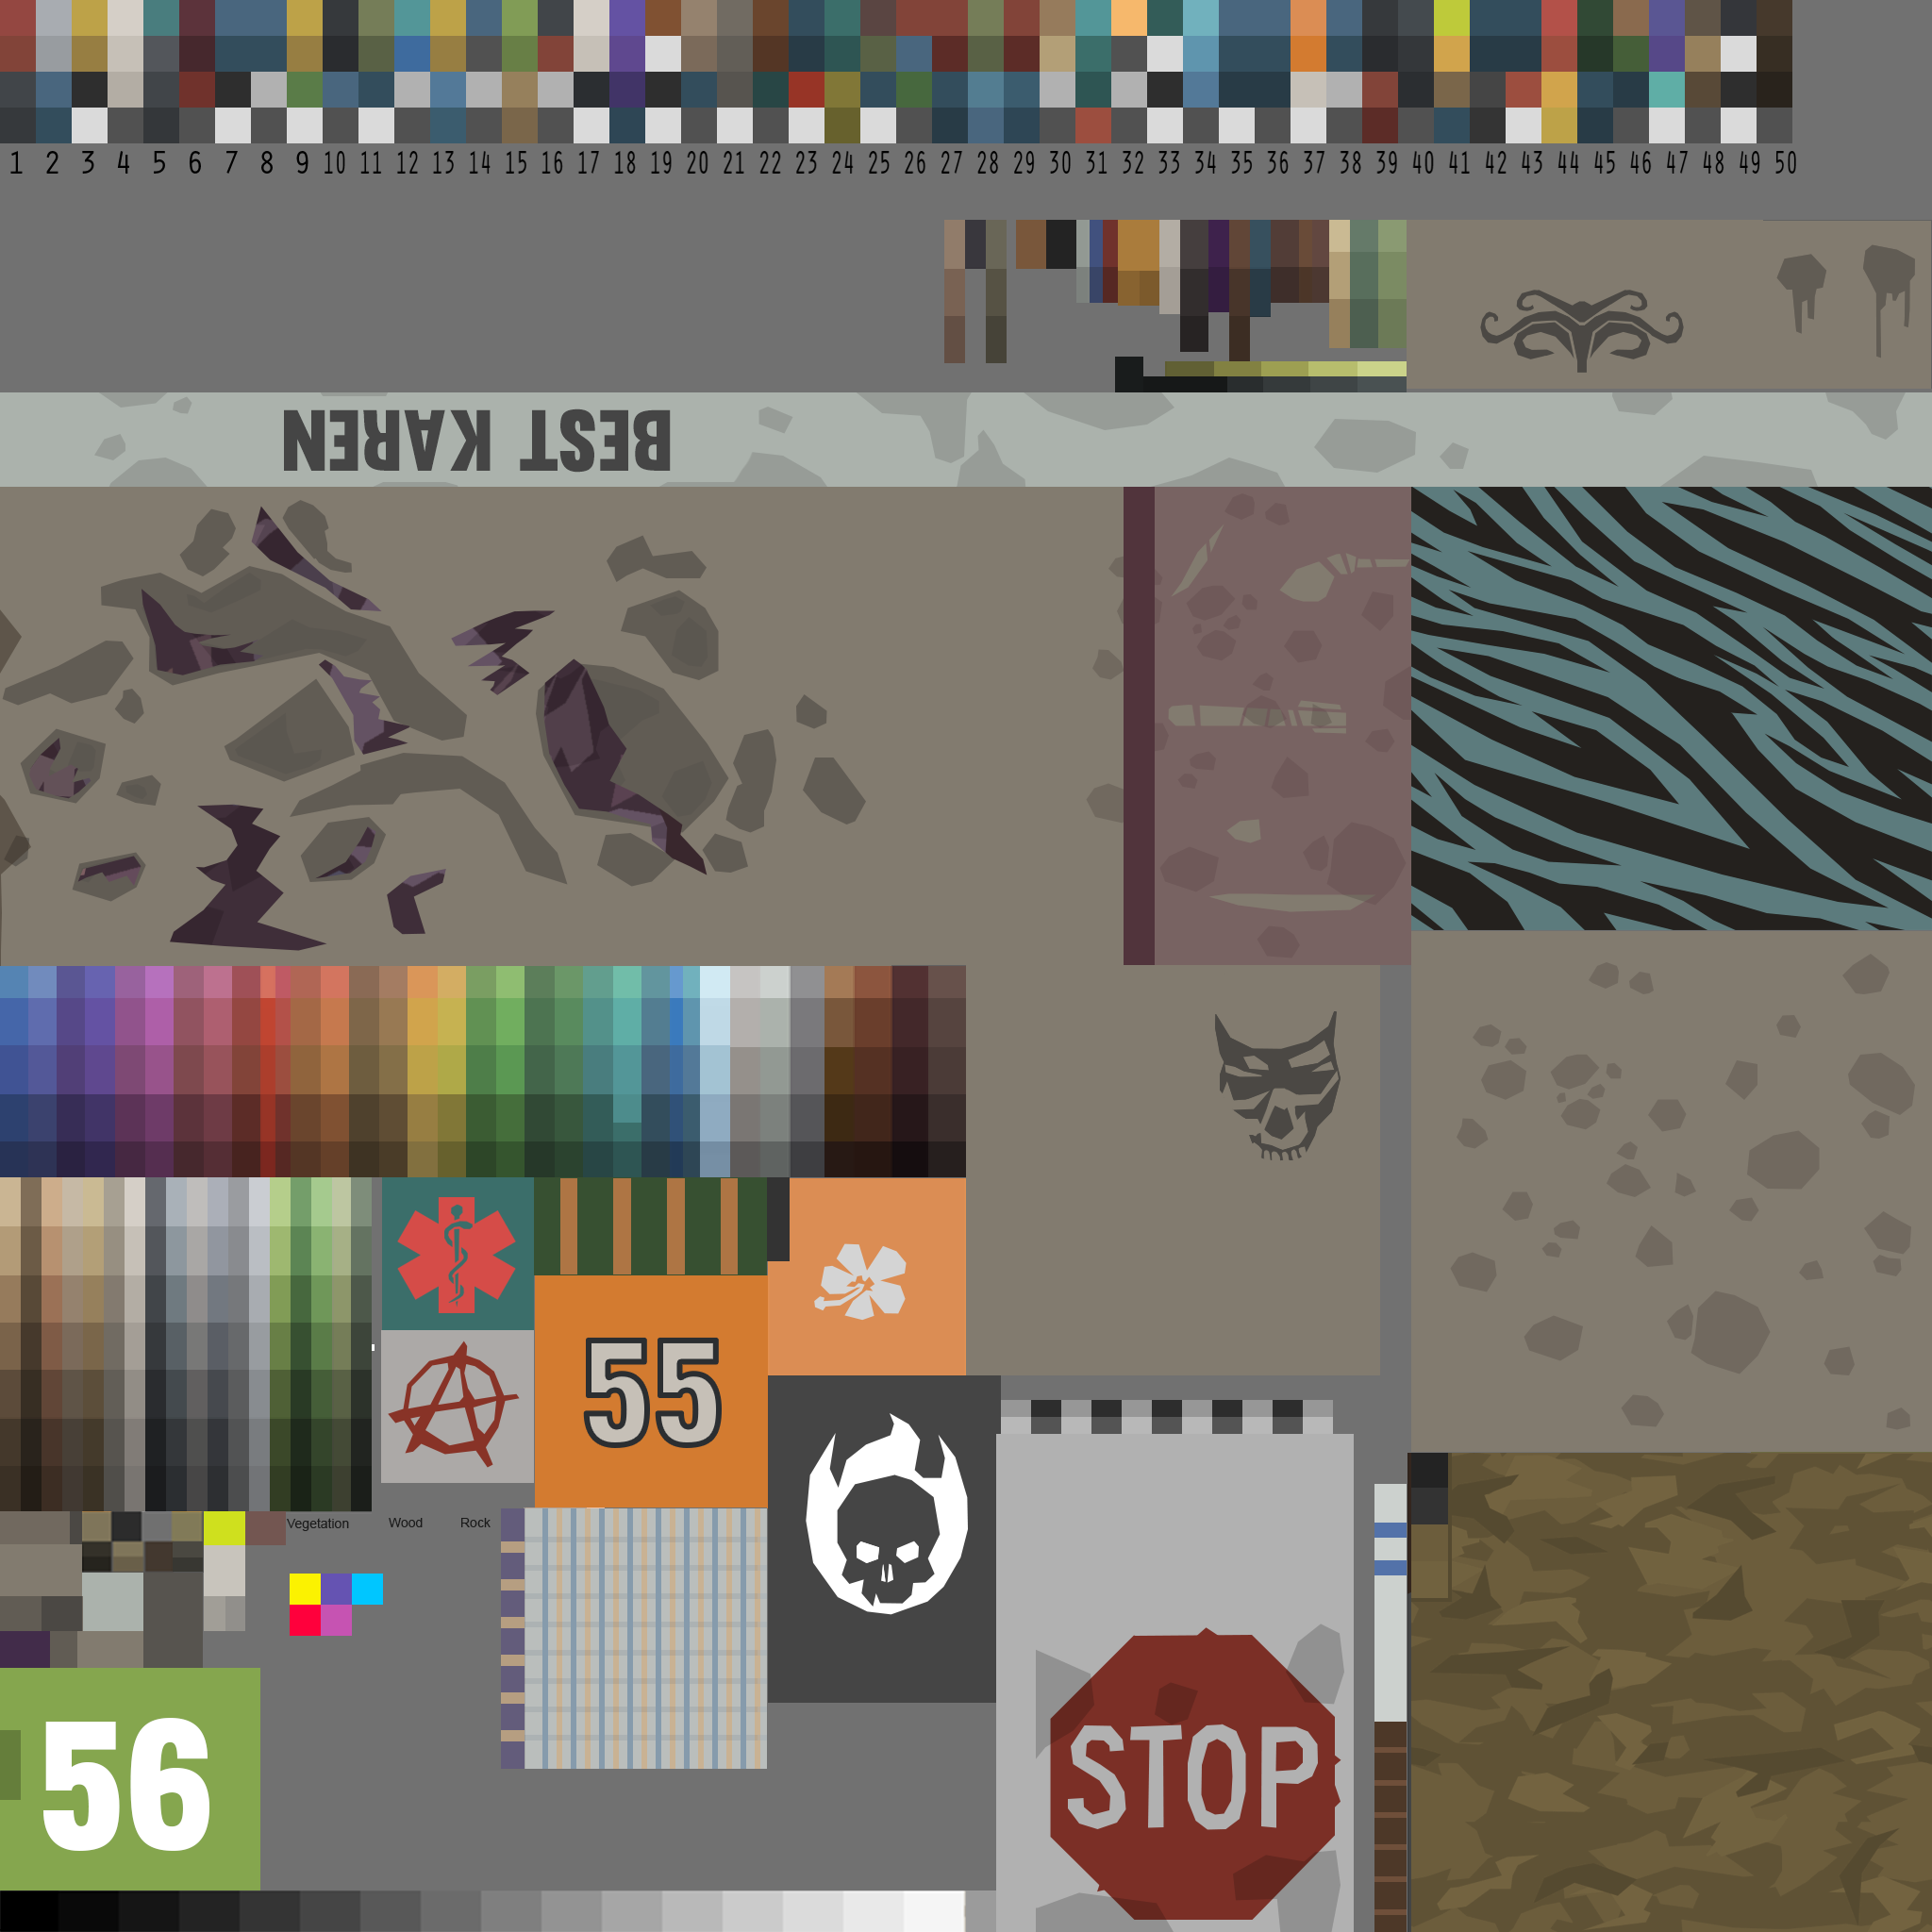 1 2 3 4 5 6 7 8 9 10 11 12 13 14 15 16 17 18 19 20 21 22 23 24 25 26 27 28 29 30 31 32 33 34 35 36 37 38 39 40 41 42 43 44 45 46 47 48 49 50
BEST KAREN
55
Vegetation Wood Rock
56
STOP